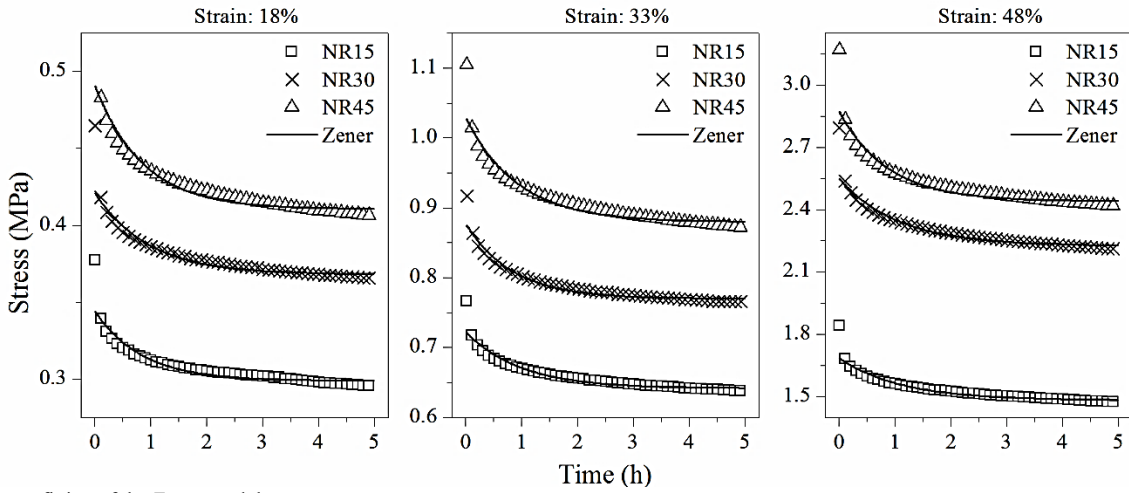 Strain: 18%
Strain: 33%
Strain: 48%
NR15
NR30
NR45
Zener
NR15
NR30
NR45
Zener
NR15
NR30
NR45
Zener
Stress (MPa)
0.5
0.4
0.3
1.1
1.0
0.9
0.8
0.7
0.6
3.0
2.7
2.4
2.1
1.8
1.5
0 1 2 3 4 5
0 1 2 3 4 5
0 1 2 3 4 5
Time (h)